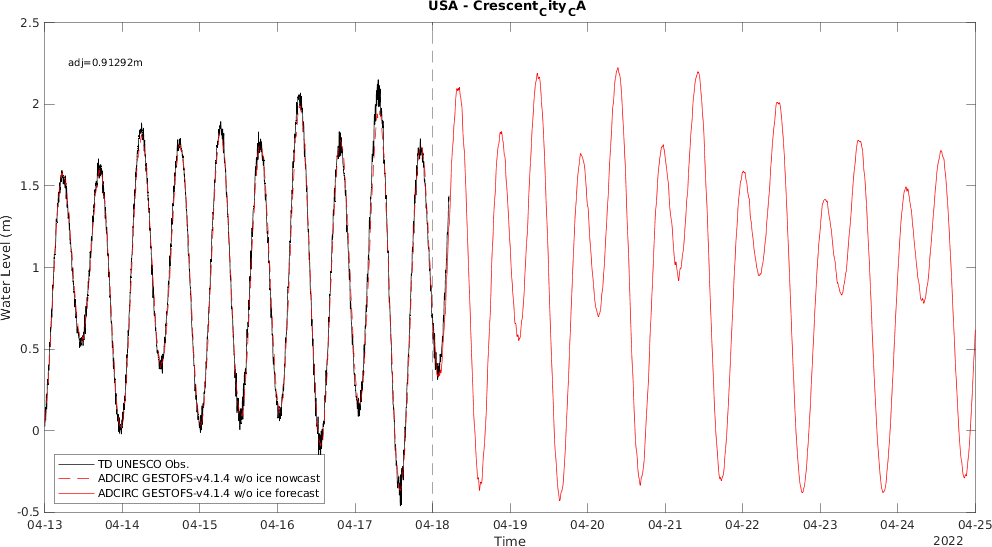 USA - Crescent_City_CA
adj=0.91292m
2.5
2
1.5
1
0.5
0
-0.5
Water Level (m)
TD UNESCO Obs.
ADCIRC GESTOFS-v4.1.4 w/o ice nowcast
ADCIRC GESTOFS-v4.1.4 w/o ice forecast
04-13 04-14 04-15 04-16 04-17 04-18 04-19 04-20 04-21 04-22 04-23 04-24 04-25
Time
2022